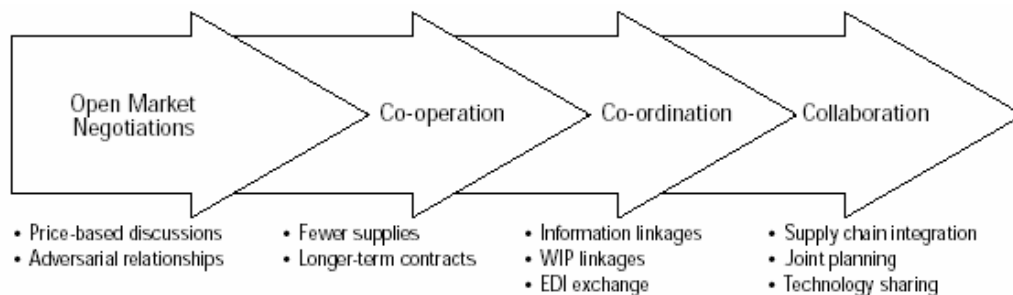 Open Market
Negotiations
Co-operation
Co-ordination
Collaboration
• Price-based discussions
• Adversarial relationships
• Fewer supplies
• Longer-term contracts
• Information linkages
• WIP linkages
• EDI exchange
• Supply chain integration
• Joint planning
• Technology sharing